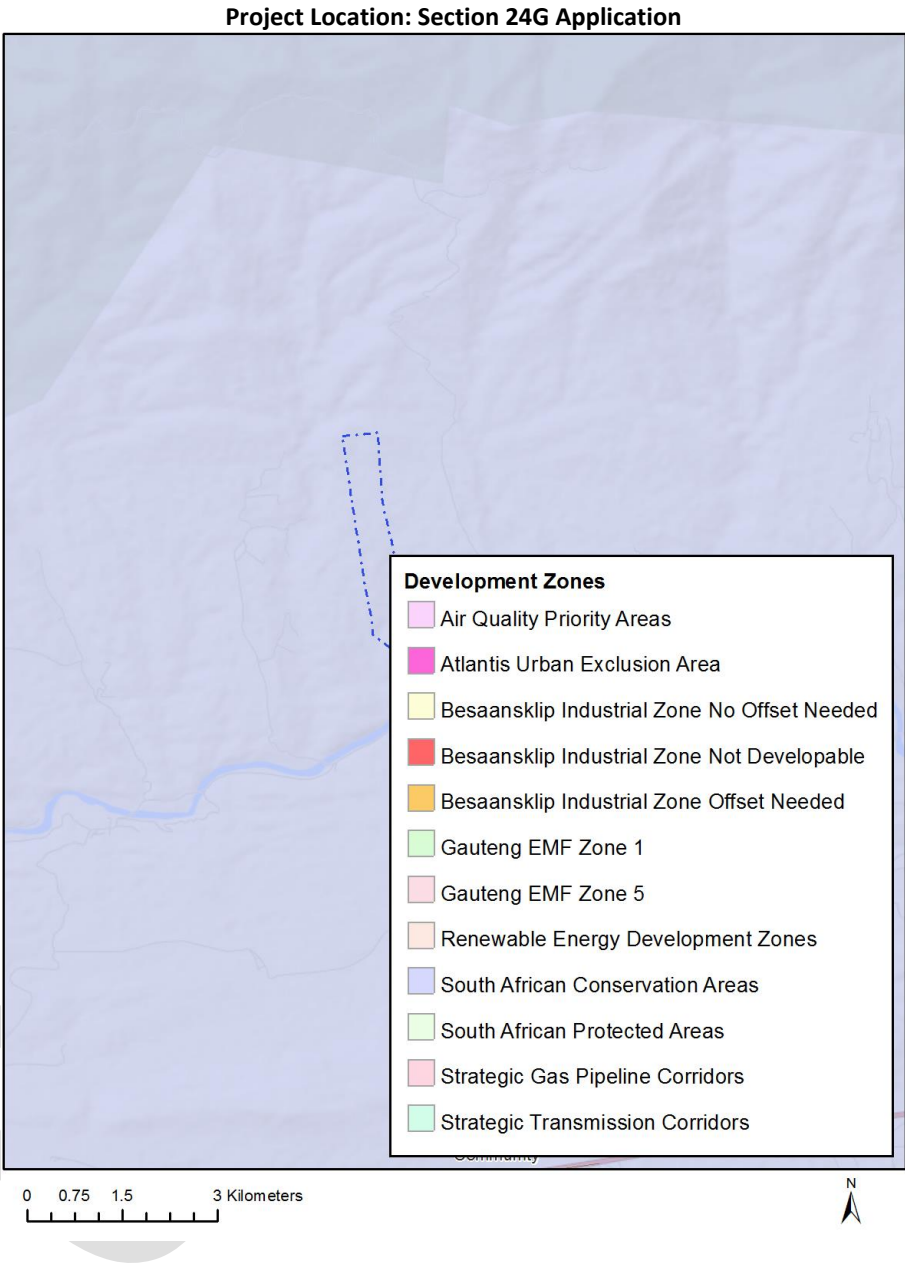 Project Location: Section 24G Application
Development Zones
Air Quality Priority Areas
Atlantis Urban Exclusion Area
Besaansklip Industrial Zone No Offset Needed
Besaansklip Industrial Zone Not Developable
Besaansklip Industrial Zone Offset Needed
Gauteng EMF Zone 1
Gauteng EMF Zone 5
Renewable Energy Development Zones
South African Conservation Areas
South African Protected Areas
Strategic Gas Pipeline Corridors
Strategic Transmission Corridors
Community
0 0.75 1.5 3 Kilometers
N